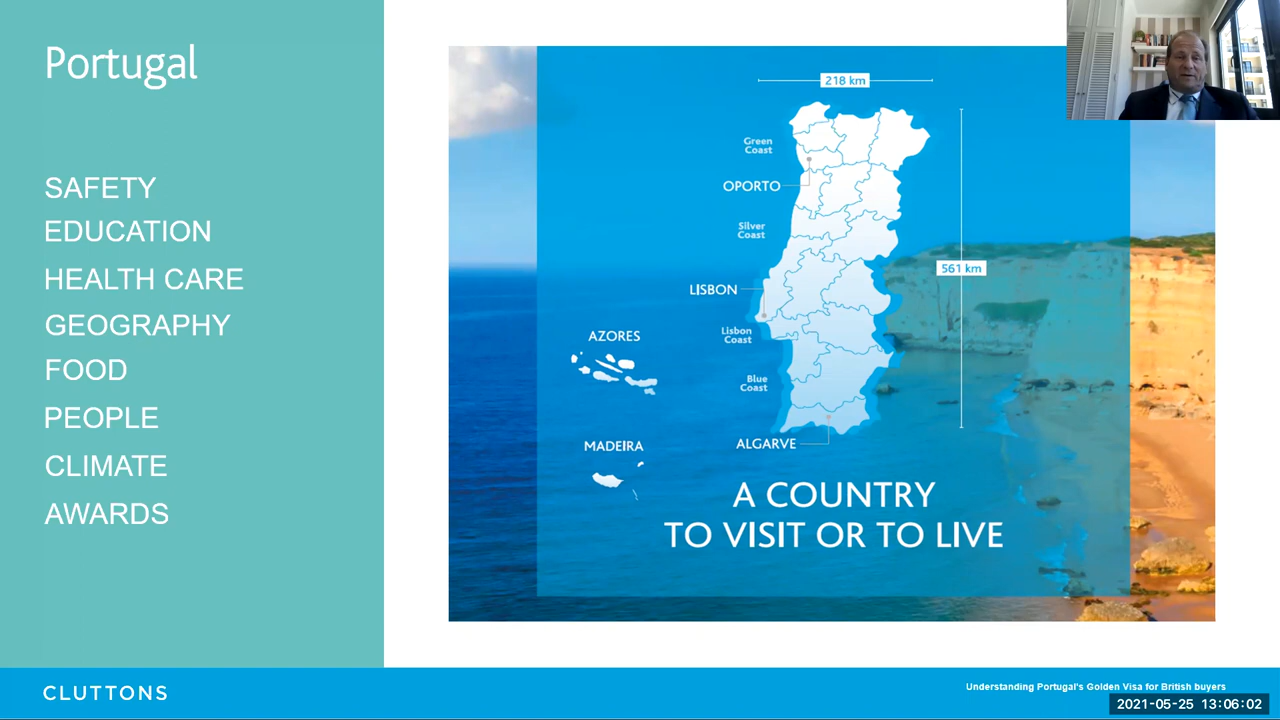 Portugal
SAFETY
EDUCATION
HEALTH CARE
GEOGRAPHY
FOOD
PEOPLE
CLIMATE
AWARDS
218 km
Green
Coast
OPORTO
Silver
Coast
561 km
LISBON
Lisbon
Coast
AZORES
Blue
Coast
MADEIRA
ALGARVE
A COUNTRY
TO VISIT OR TO LIVE
CLUTTONS
Understanding Portugal's Golden Visa for British buyers
2021-05-25 13:06:02